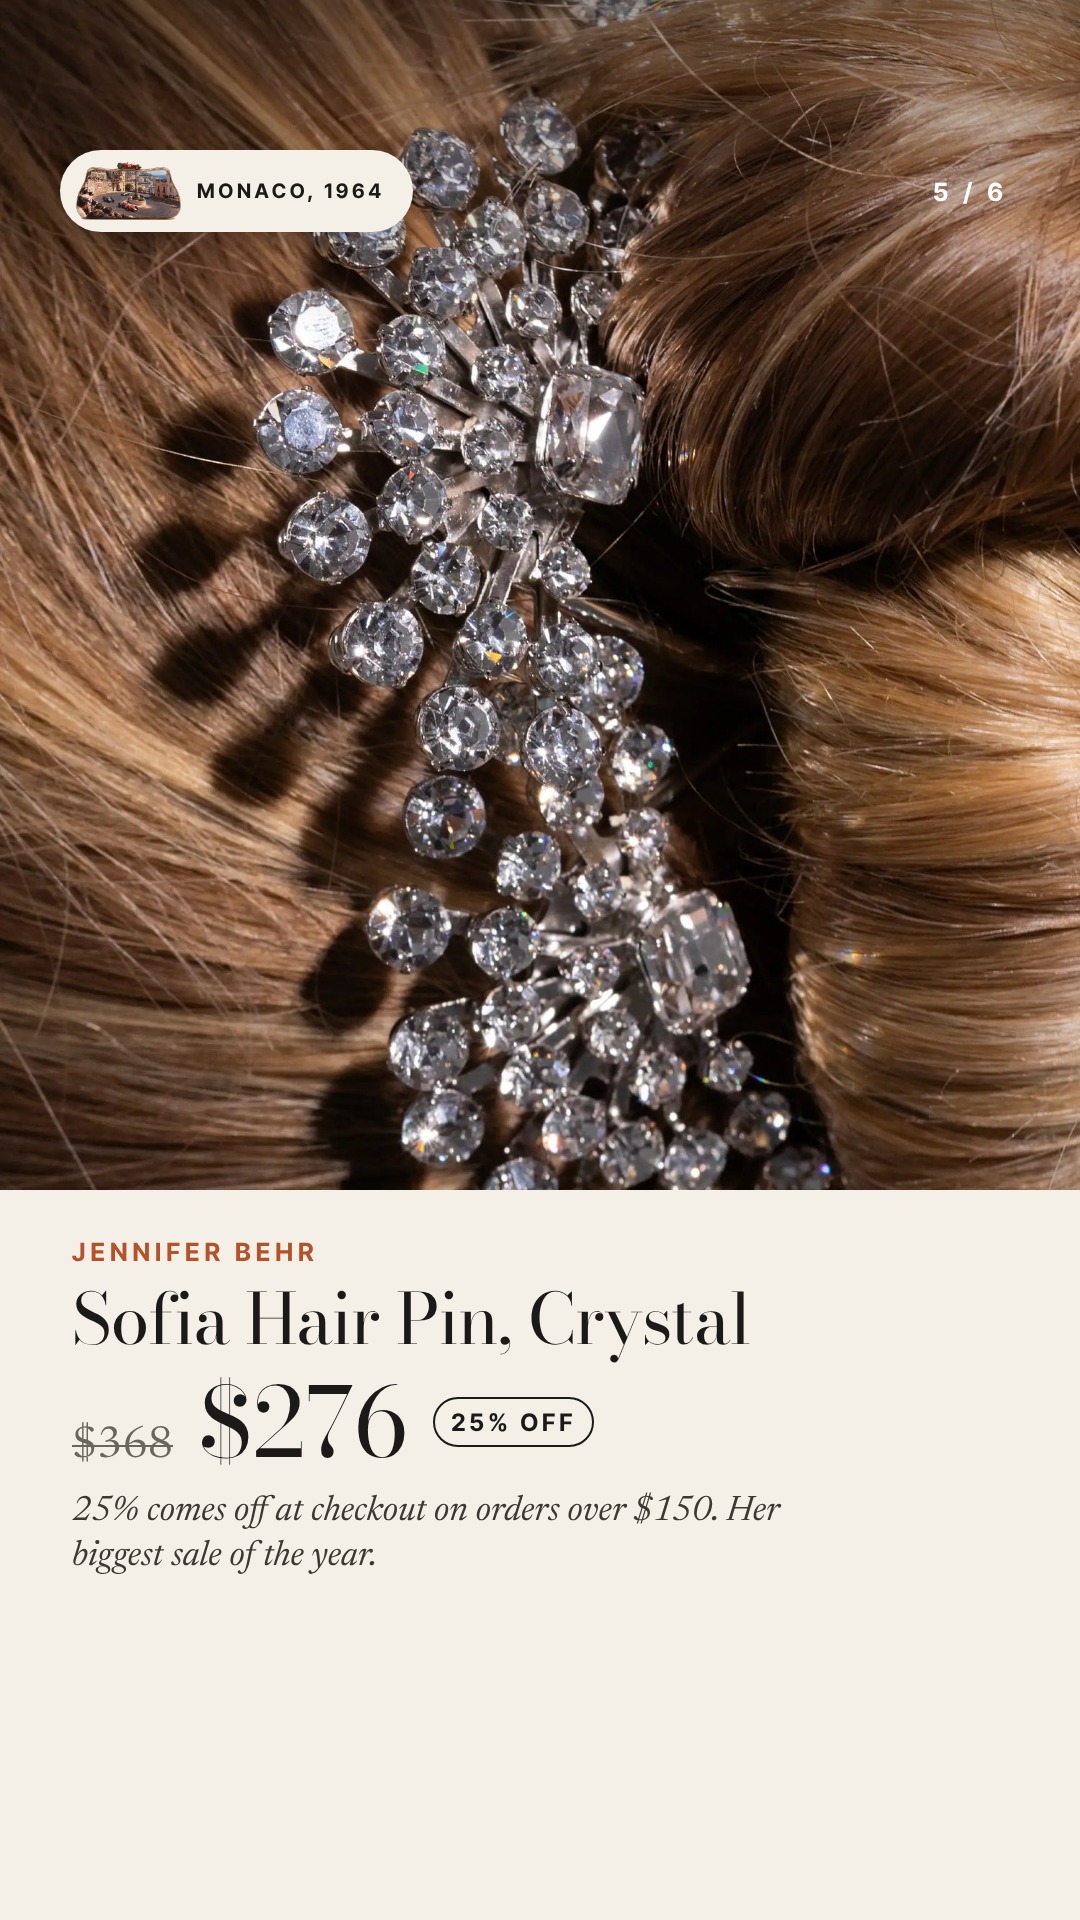 MONACO, 1964
5 / 6
JENNIFER BEHR
Sofia Hair Pin, Crystal
$368 $276 25% OFF
25% comes off at checkout on orders over $150. Her
biggest sale of the year.